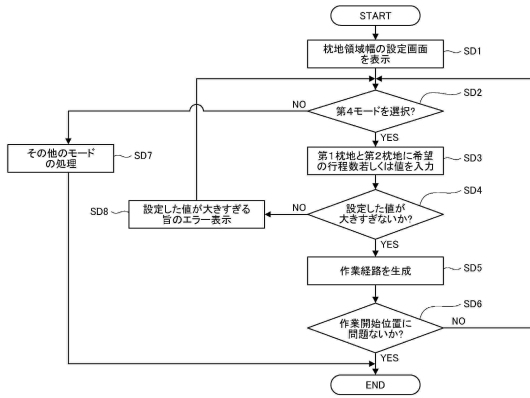 START
枕地領域幅の設定画面
を表示
SD1
SD2
第4モードを選択?
NO
YES
その他のモード
の処理
SD7
第1枕地と第2枕地に希望
の行程数若しくは値を入力
SD3
SD4
SD8
設定した値が大きすぎる
旨のエラー表示
NO
設定した値が
大きすぎないか?
YES
作業経路を生成
SD5
SD6
作業開始位置に
問題ないか?
NO
YES
END